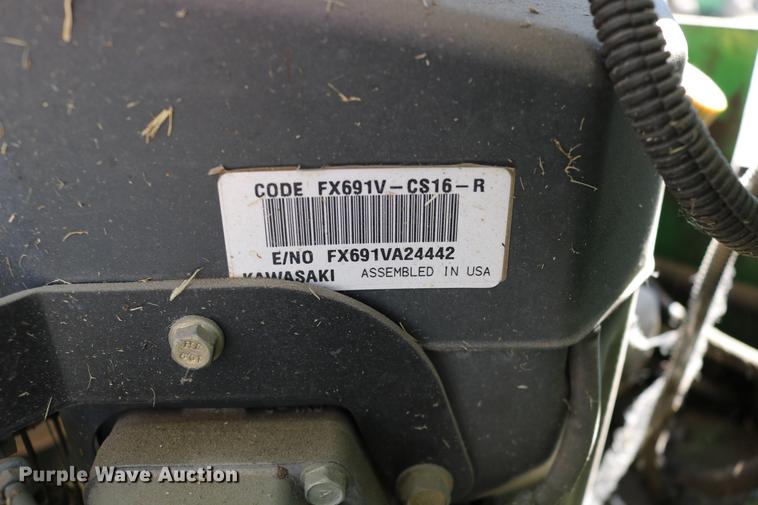 CODE FX691V-CS16-R
E/NO FX691VA24442
KAWASAKI ASSEMBLED IN USA
Purple Wave Auction